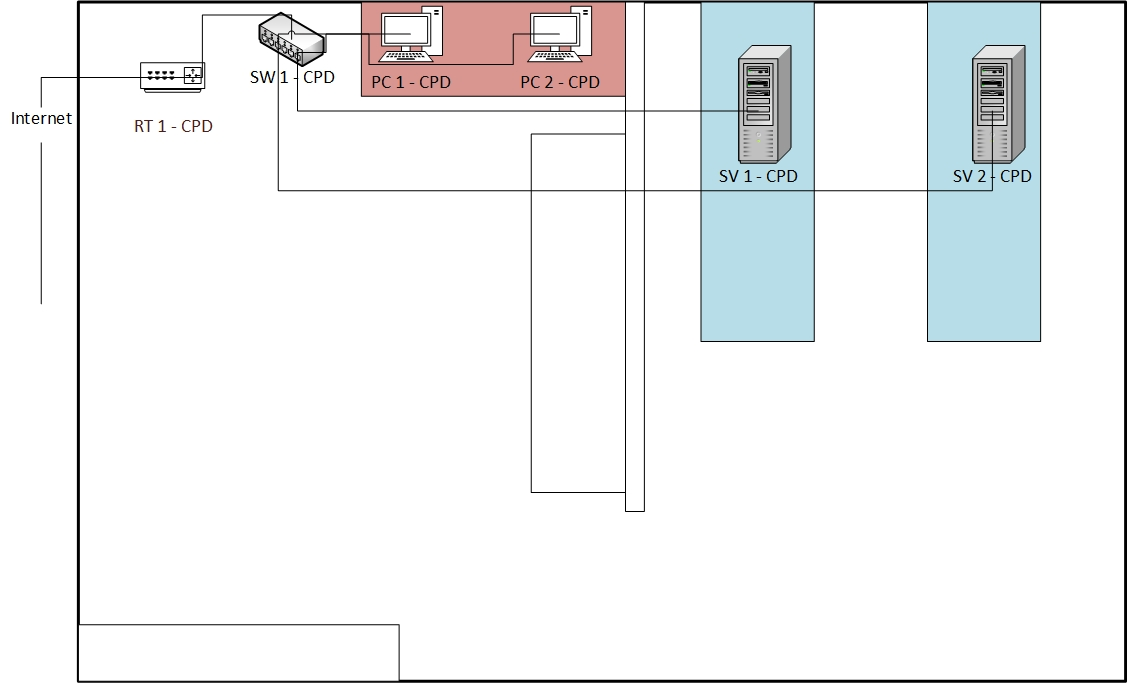 SW 1 - CPD
PC 1 - CPD
PC 2 - CPD
Internet
RT 1 - CPD
SV 1 - CPD
SV 2 - CPD